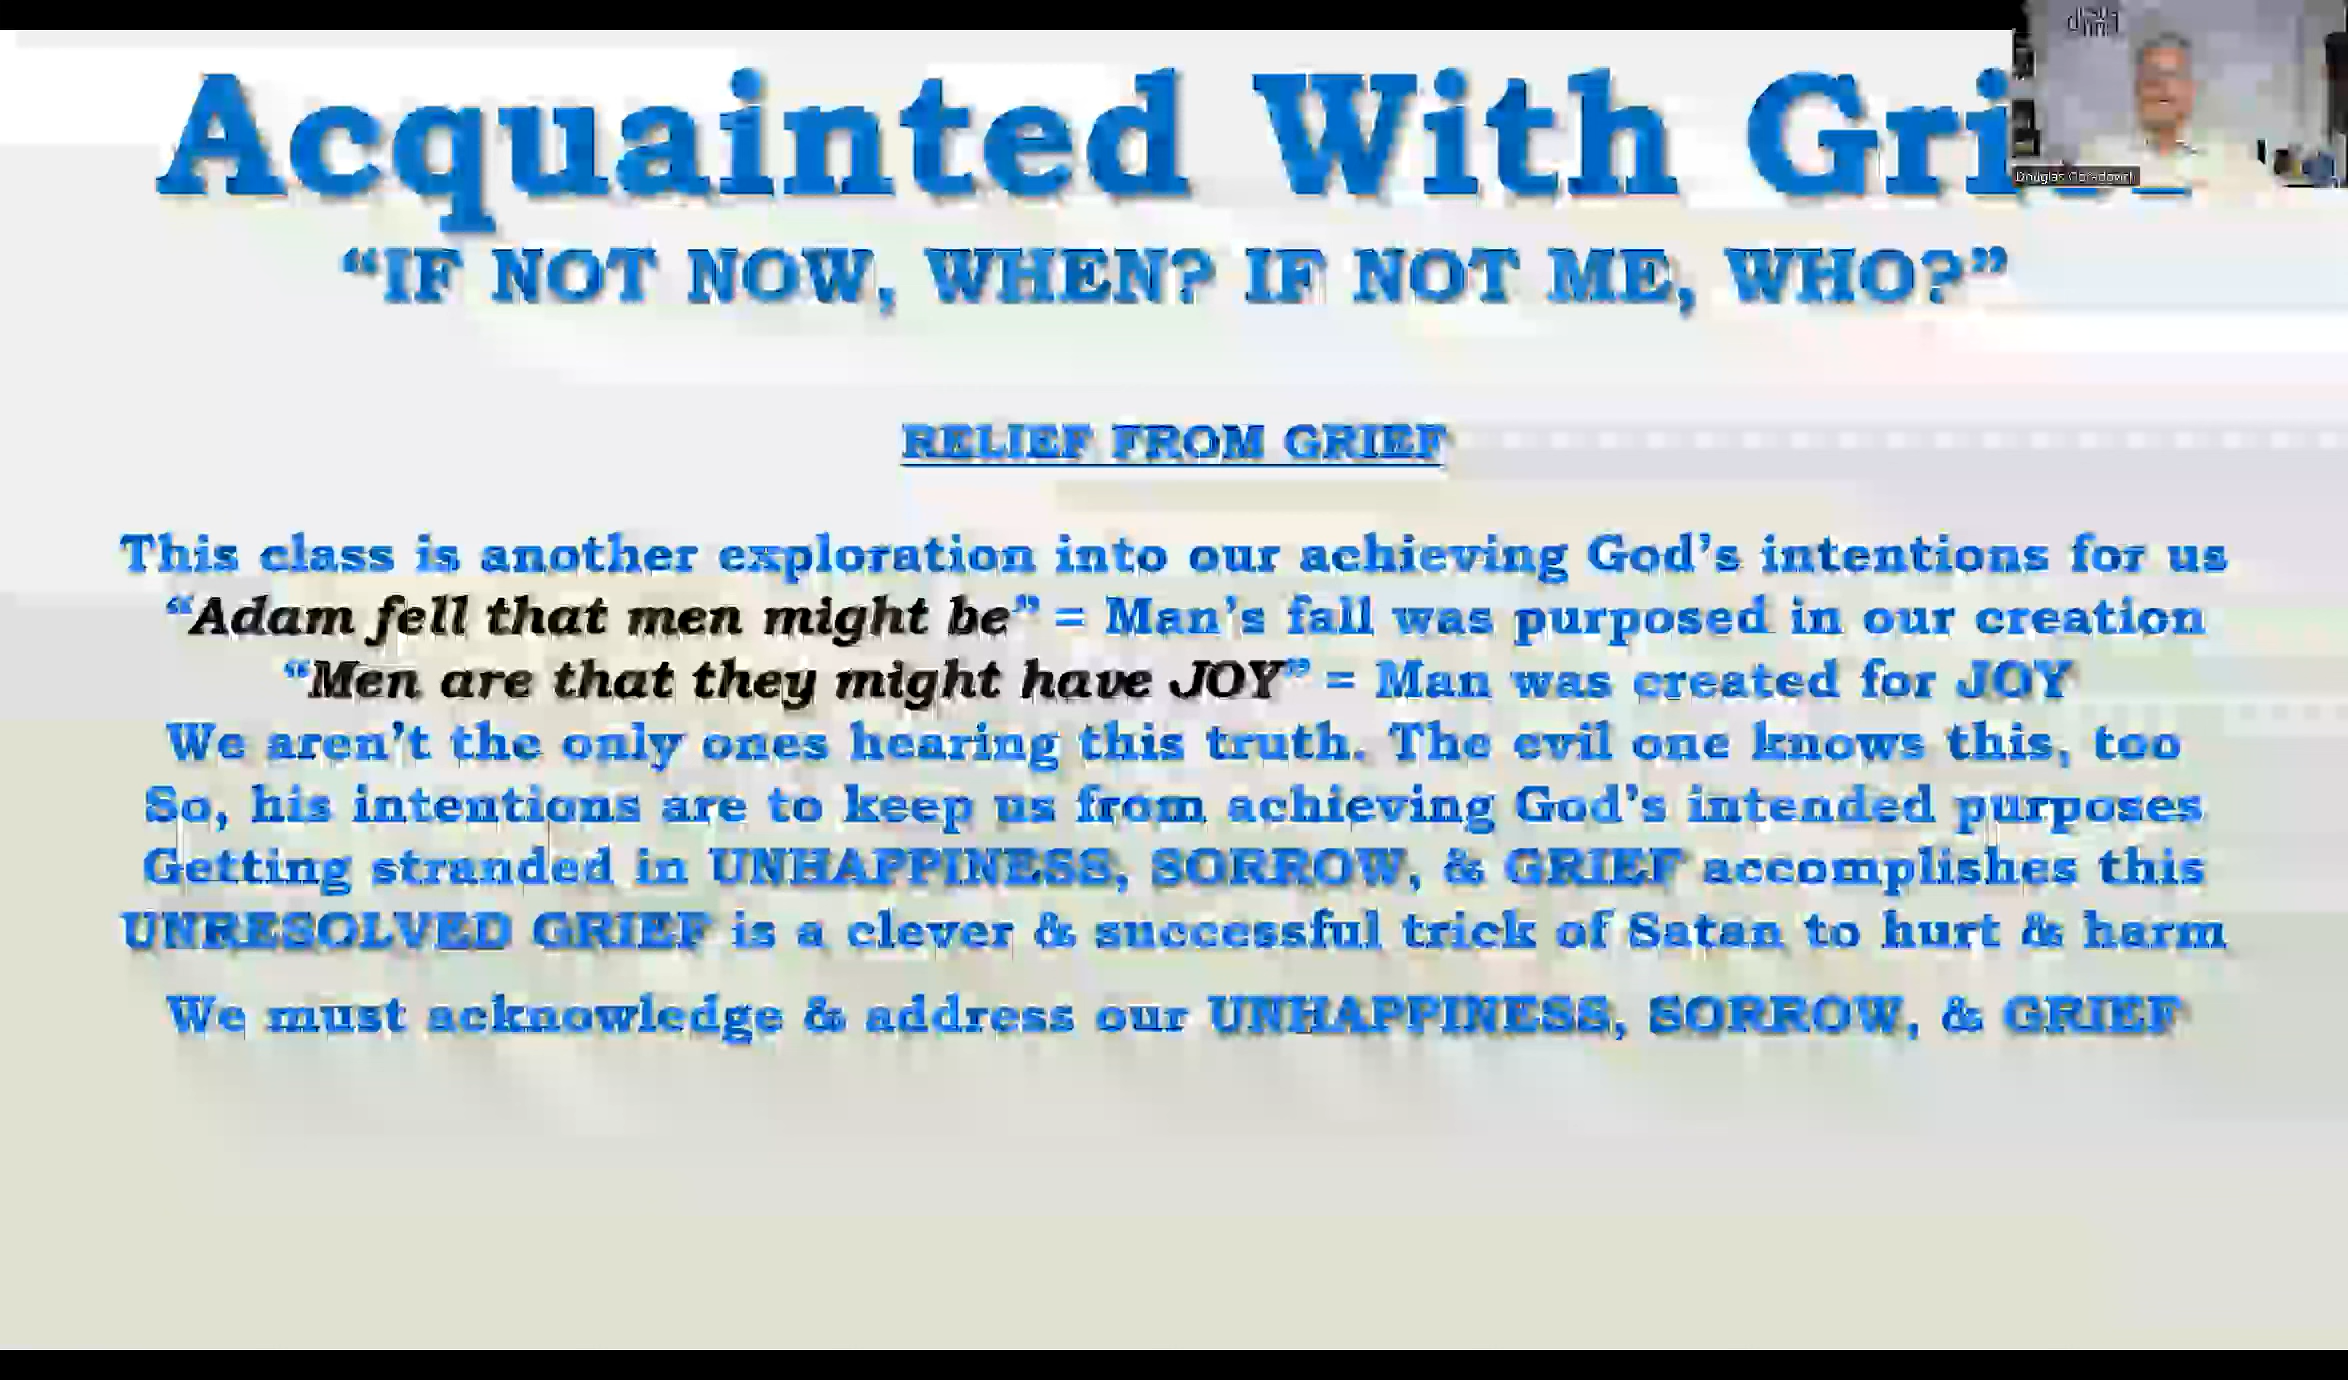 Acquainted With Gri
“IF NOT NOW, WHEN? IF NOT ME, WHO?”
RELIEF FROM GRIEF
This class is another exploration into our achieving God’s intentions for us
“Adam fell that men might be” = Man’s fall was purposed in our creation
“Men are that they might have JOY” = Man was created for JOY
We aren’t the only ones hearing this truth. The evil one knows this, too
So, his intentions are to keep us from achieving God’s intended purposes
Getting stranded in UNHAPPINESS, SORROW, & GRIEF accomplishes this
UNRESOLVED GRIEF is a clever & successful trick of Satan to hurt & harm
We must acknowledge & address our UNHAPPINESS, SORROW, & GRIEF
Douglas